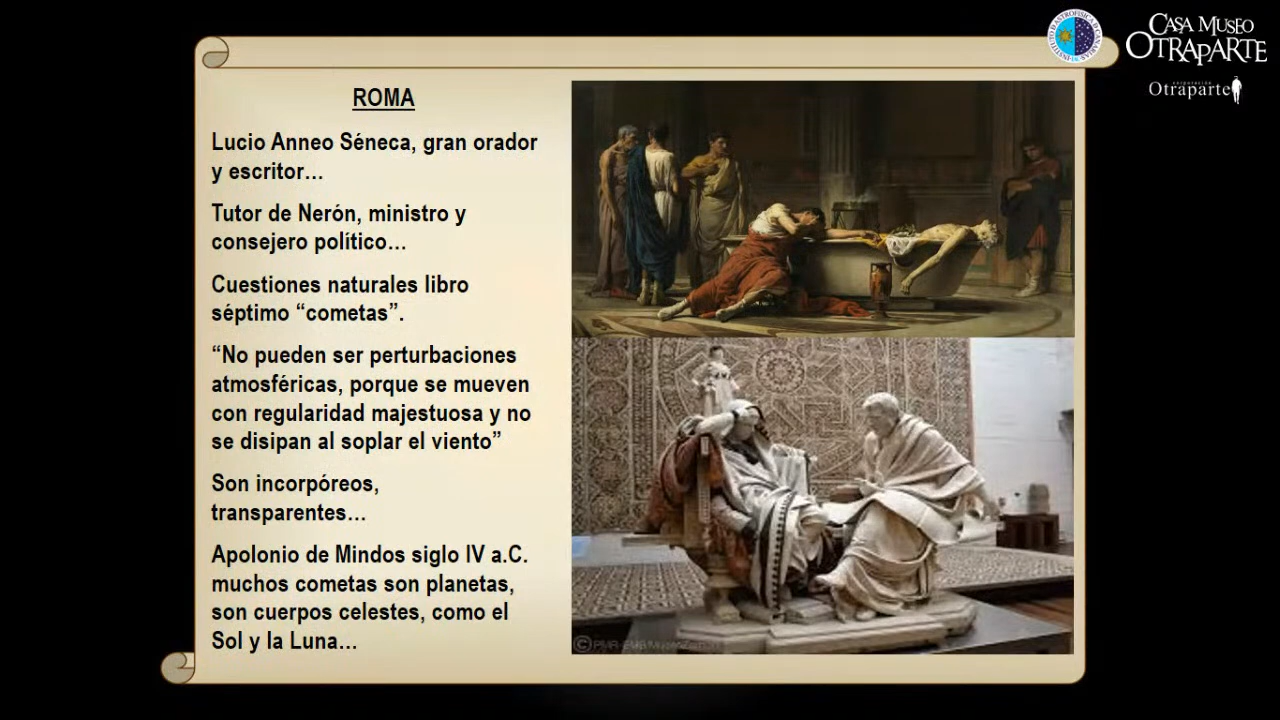 CASA MUSEO
OTRAPARTE
corporación
Otraparte
ROMA
Lucio Anneo Séneca, gran orador
y escritor…
Tutor de Nerón, ministro y
consejero político…
Cuestiones naturales libro
séptimo “cometas”.
“No pueden ser perturbaciones
atmosféricas, porque se mueven
con regularidad majestuosa y no
se disipan al soplar el viento”
Son incorpóreos,
transparentes…
Apolonio de Mindos siglo IV a.C.
muchos cometas son planetas,
son cuerpos celestes, como el
Sol y la Luna…